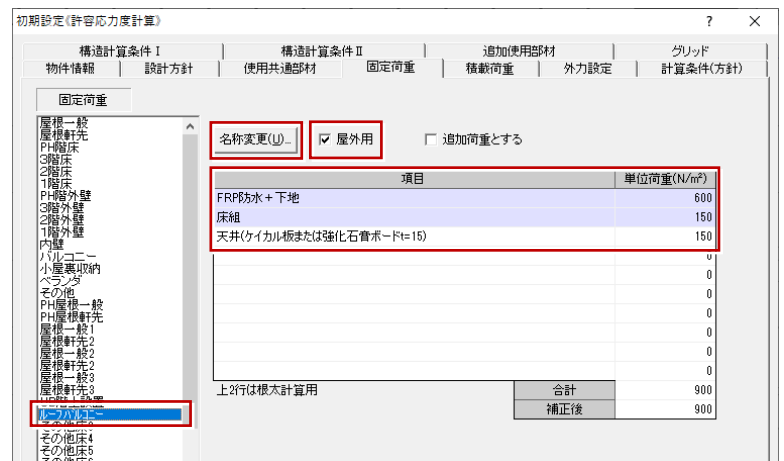 初期設定《許容応力度計算》 ? ×
構造計算条件Ⅰ 構造計算条件Ⅱ 追加使用部材 グリッド
物件情報 設計方針 使用共通部材 固定荷重 積載荷重 外力設定 計算条件(方針)
固定荷重
名称変更(U)... 屋外用 追加荷重とする
屋根一般
屋根軒先
PH階床
3階床
2階床
1階床
PH階外壁
3階外壁
2階外壁
1階外壁
内壁
バルコニー
小屋裏収納
ベランダ
その他
PH屋根一般
PH屋根軒先
屋根一般1
屋根軒先2
屋根一般2
屋根軒先2
屋根一般3
屋根軒先3
ルーフバルコニー
その他床4
その他床5
項目 単位荷重(N/㎡)
FRP防水+下地 600
床組 150
天井(ケイカル板または強化石膏ボードt=15) 150
0
0
0
0
0
0
0
上2行は根太計算用 合計 900
補正後 900